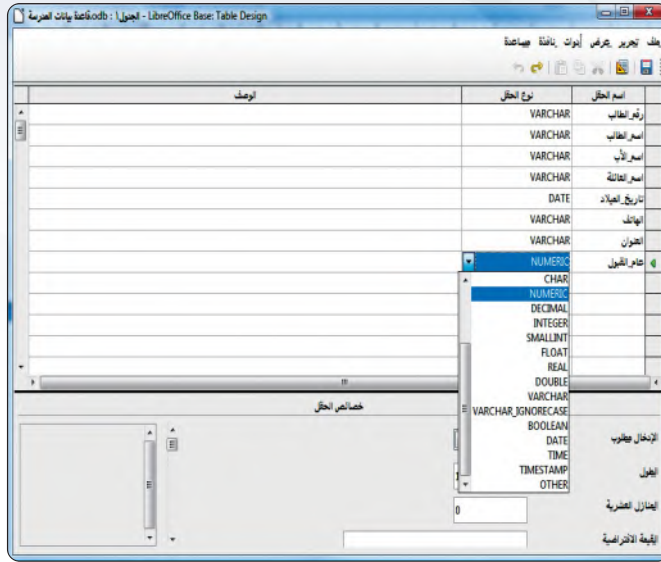 قاعدة بيانات المدرسة.odb : الجدول1 - LibreOffice Base: Table Design
ملف تحرير عرض أدوات نافذة مساعدة
اسم الحقل نوع الحقل الوصف
رقم_الطالب VARCHAR
اسم_الطالب VARCHAR
اسم_الأب VARCHAR
اسم_العائلة VARCHAR
تاريخ_الميلاد DATE
الهاتف VARCHAR
العنوان VARCHAR
عام_القبول NUMERIC
CHAR
NUMERIC
DECIMAL
INTEGER
SMALLINT
FLOAT
REAL
DOUBLE
VARCHAR
VARCHAR_IGNORECASE
BOOLEAN
DATE
TIME
TIMESTAMP
OTHER
خصائص الحقل
الإدخال مطلوب
الطول
المنازل العشرية 0
القيمة الافتراضية